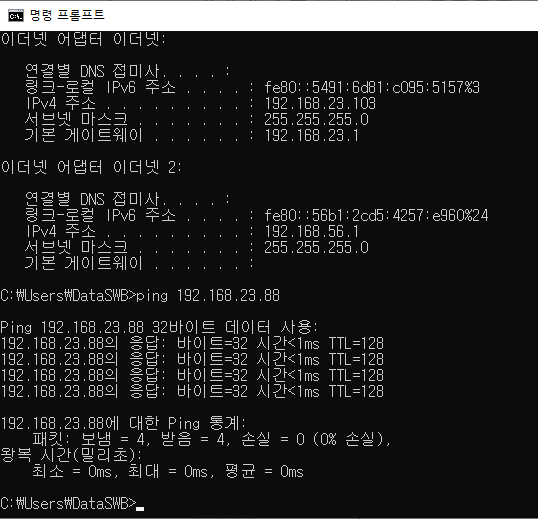 명령 프롬프트
이더넷 어댑터 이더넷:
연결별 DNS 접미사. . . . :
링크-로컬 IPv6 주소 . . . . : fe80::5491:6d81:c095:5157%3
IPv4 주소 . . . . . . . . . : 192.168.23.103
서브넷 마스크 . . . . . . . : 255.255.255.0
기본 게이트웨이 . . . . . . : 192.168.23.1
이더넷 어댑터 이더넷 2:
연결별 DNS 접미사. . . . :
링크-로컬 IPv6 주소 . . . . : fe80::56b1:2cd5:4257:e960%24
IPv4 주소 . . . . . . . . . : 192.168.56.1
서브넷 마스크 . . . . . . . : 255.255.255.0
기본 게이트웨이 . . . . . . :
C:\Users\DataSWB>ping 192.168.23.88
Ping 192.168.23.88 32바이트 데이터 사용:
192.168.23.88의 응답: 바이트=32 시간<1ms TTL=128
192.168.23.88의 응답: 바이트=32 시간<1ms TTL=128
192.168.23.88의 응답: 바이트=32 시간<1ms TTL=128
192.168.23.88의 응답: 바이트=32 시간<1ms TTL=128
192.168.23.88에 대한 Ping 통계:
패킷: 보냄 = 4, 받음 = 4, 손실 = 0 (0% 손실),
왕복 시간(밀리초):
최소 = 0ms, 최대 = 0ms, 평균 = 0ms
C:\Users\DataSWB>